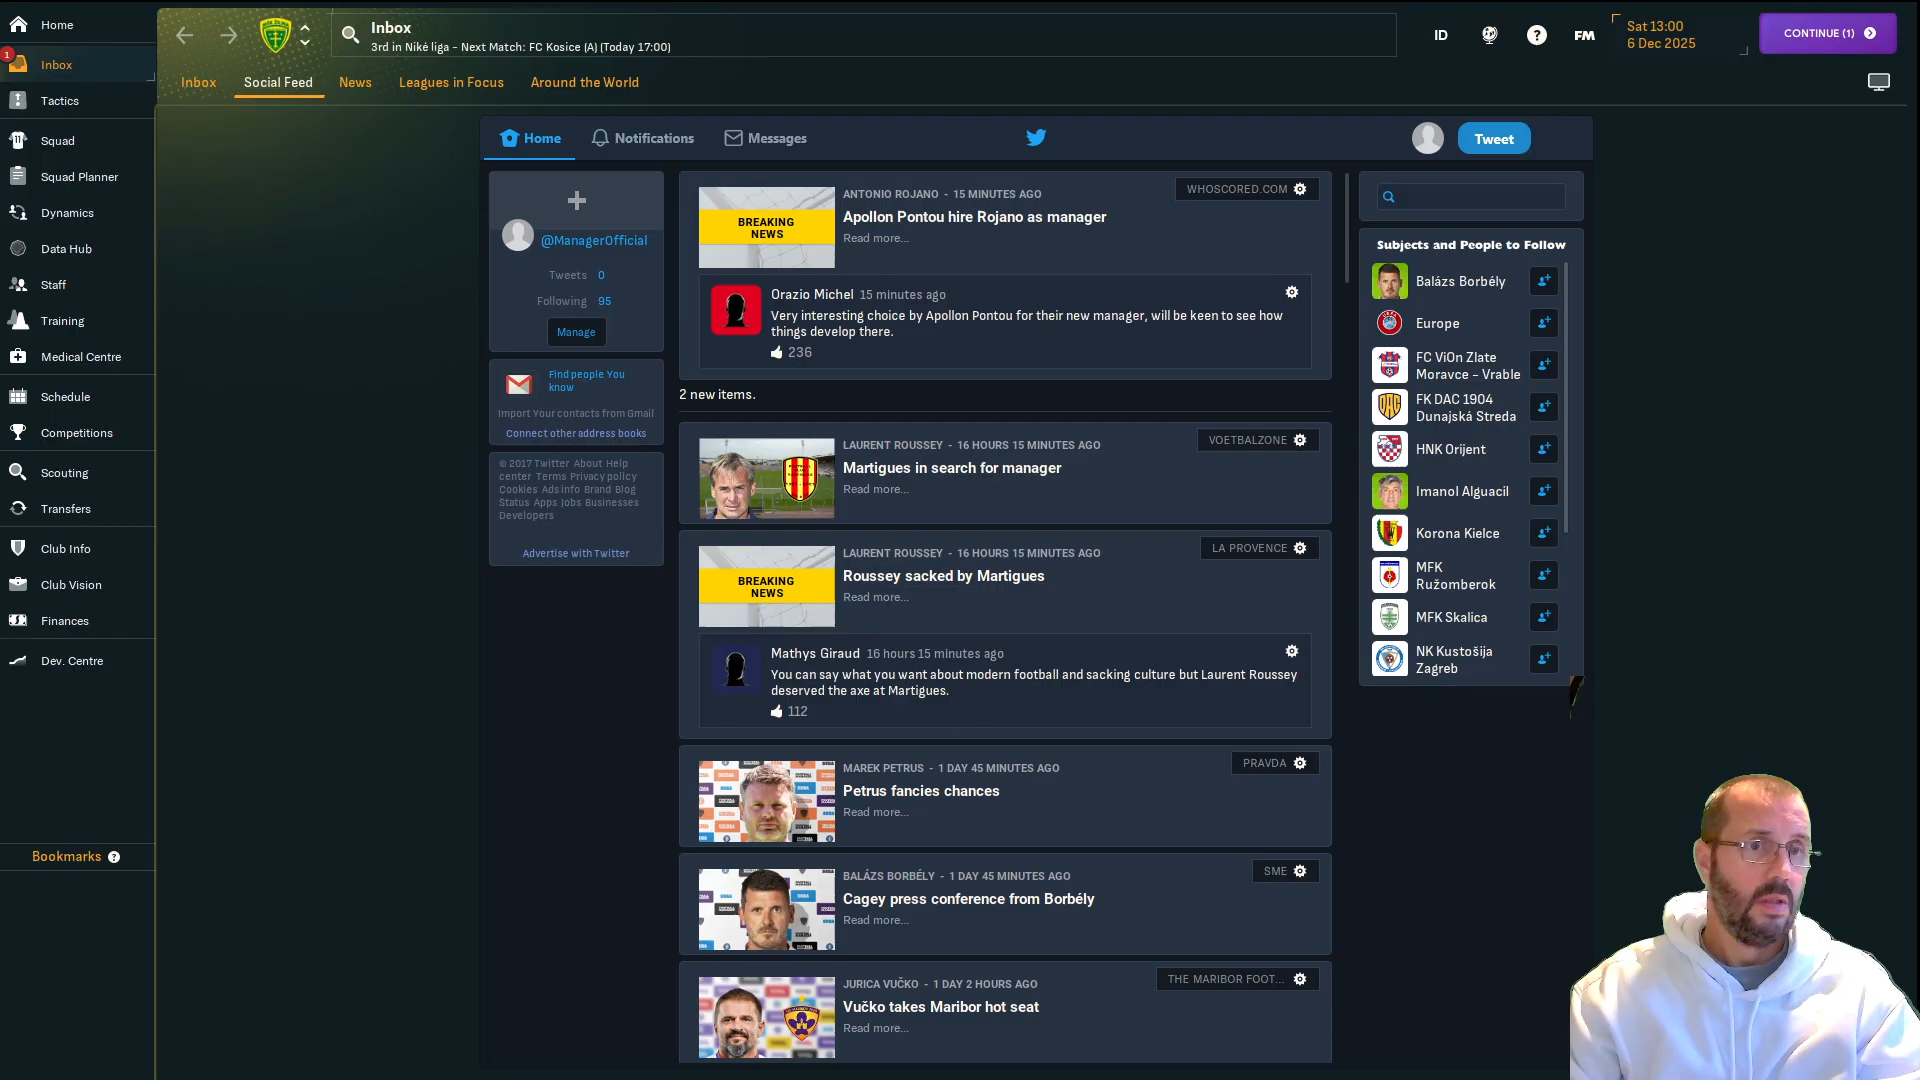 Home
1
Inbox
Tactics
Squad
Squad Planner
Dynamics
Data Hub
Staff
Training
Medical Centre
Schedule
Competitions
Scouting
Transfers
Club Info
Club Vision
Finances
Dev. Centre
Bookmarks ?
Inbox
3rd in Niké liga - Next Match: FC Kosice (A) (Today 17:00)
ID
?
FM
Sat 13:00
6 Dec 2025
CONTINUE (1)
Inbox
Social Feed
News
Leagues in Focus
Around the World
Home
Notifications
Messages
Tweet
@ManagerOfficial
Tweets 0
Following 95
Manage
Find people You
know
Import Your contacts from Gmail
Connect other address books
© 2017 Twitter About Help
center Terms Privacy policy
Cookies Ads info Brand Blog
Status Apps Jobs Businesses
Developers
Advertise with Twitter
BREAKING
NEWS
ANTONIO ROJANO - 15 MINUTES AGO
WHOSCORED.COM
Apollon Pontou hire Rojano as manager
Read more...
Orazio Michel 15 minutes ago
Very interesting choice by Apollon Pontou for their new manager, will be keen to see how
things develop there.
236
2 new items.
LAURENT ROUSSEY - 16 HOURS 15 MINUTES AGO
VOETBALZONE
Martigues in search for manager
Read more...
BREAKING
NEWS
LAURENT ROUSSEY - 16 HOURS 15 MINUTES AGO
LA PROVENCE
Roussey sacked by Martigues
Read more...
Mathys Giraud 16 hours 15 minutes ago
You can say what you want about modern football and sacking culture but Laurent Roussey
deserved the axe at Martigues.
112
MAREK PETRUS - 1 DAY 45 MINUTES AGO
PRAVDA
Petrus fancies chances
Read more...
BALÁZS BORBÉLY - 1 DAY 45 MINUTES AGO
SME
Cagey press conference from Borbély
Read more...
JURICA VUČKO - 1 DAY 2 HOURS AGO
THE MARIBOR FOOT...
Vučko takes Maribor hot seat
Read more...
Subjects and People to Follow
Balázs Borbély
Europe
FC ViOn Zlate
Moravce - Vrable
FK DAC 1904
Dunajská Streda
HNK Orijent
Imanol Alguacil
Korona Kielce
MFK
Ružomberok
MFK Skalica
NK Kustošija
Zagreb